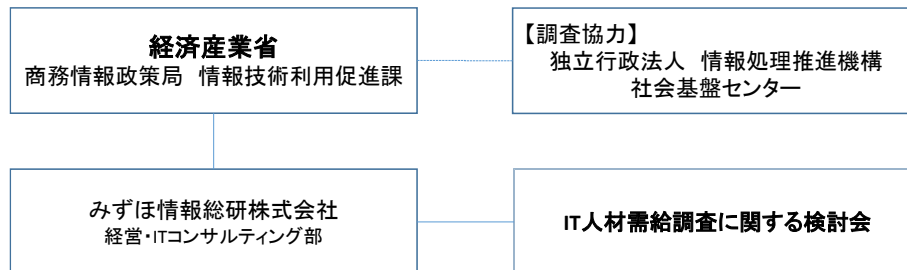 経済産業省
商務情報政策局 情報技術利用促進課
【調査協力】
独立行政法人 情報処理推進機構
社会基盤センター
みずほ情報総研株式会社
経営・ITコンサルティング部
IT人材需給調査に関する検討会